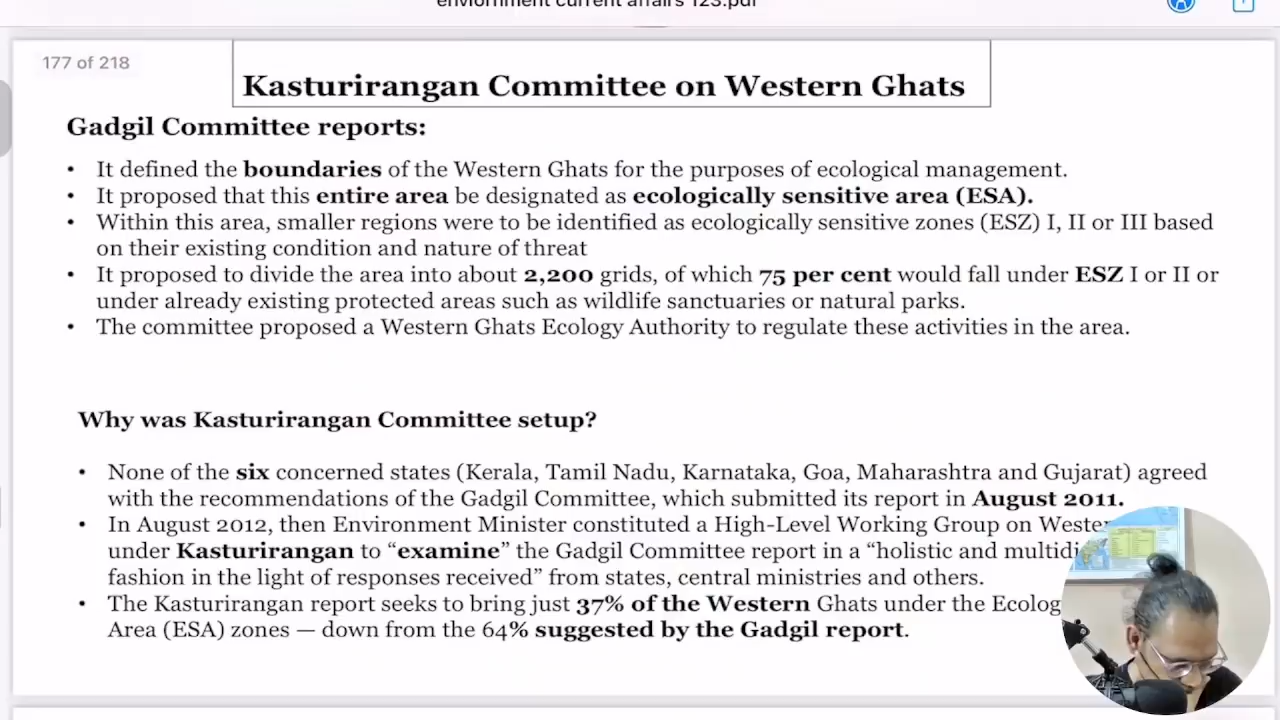 enviornment current affairs 123.pdf
177 of 218
Kasturirangan Committee on Western Ghats
Gadgil Committee reports:
• It defined the boundaries of the Western Ghats for the purposes of ecological management.
• It proposed that this entire area be designated as ecologically sensitive area (ESA).
• Within this area, smaller regions were to be identified as ecologically sensitive zones (ESZ) I, II or III based
on their existing condition and nature of threat
• It proposed to divide the area into about 2,200 grids, of which 75 per cent would fall under ESZ I or II or
under already existing protected areas such as wildlife sanctuaries or natural parks.
• The committee proposed a Western Ghats Ecology Authority to regulate these activities in the area.
Why was Kasturirangan Committee setup?
• None of the six concerned states (Kerala, Tamil Nadu, Karnataka, Goa, Maharashtra and Gujarat) agreed
with the recommendations of the Gadgil Committee, which submitted its report in August 2011.
• In August 2012, then Environment Minister constituted a High-Level Working Group on
under Kasturirangan to “examine” the Gadgil Committee report in a “holistic and
fashion in the light of responses received” from states, central ministries and others.
• The Kasturirangan report seeks to bring just 37% of the Western Ghats under the
Area (ESA) zones — down from the 64% suggested by the Gadgil report.